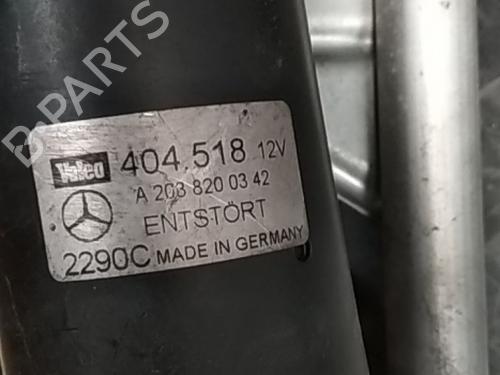 B-PARTS
Valeo 404.518 12V
A 203 820 03 42
ENTSTÖRT
2290C MADE IN GERMANY